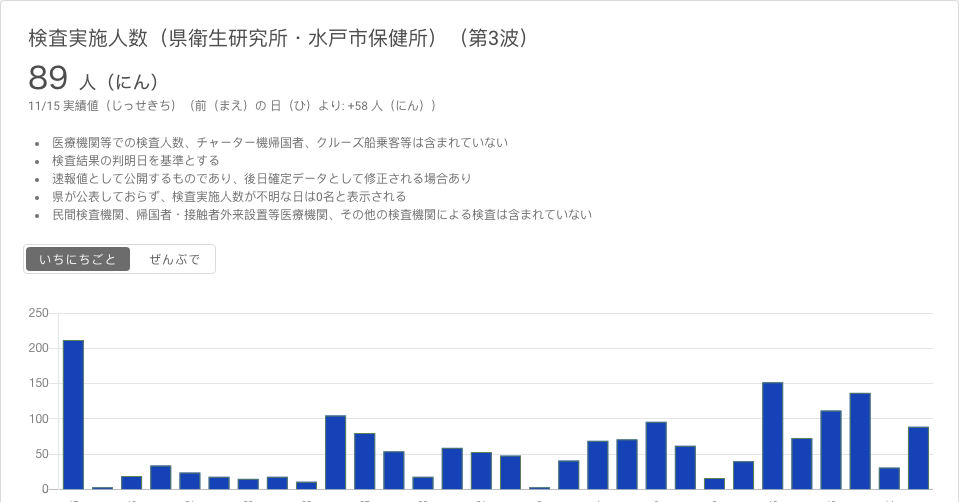 検査実施人数（県衛生研究所・水戸市保健所）（第3波）
89 人（にん）
11/15 実績値（じっせきち）（前（まえ）の 日（ひ）より: +58 人（にん））
医療機関等での検査人数、チャーター機帰国者、クルーズ船乗客等は含まれていない
検査結果の判明日を基準とする
速報値として公開するものであり、後日確定データとして修正される場合あり
県が公表しておらず、検査実施人数が不明な日は0名と表示される
民間検査機関、帰国者・接触者外来設置等医療機関、その他の検査機関による検査は含まれていない
いちにちごと ぜんぶで
250
200
150
100
50
0